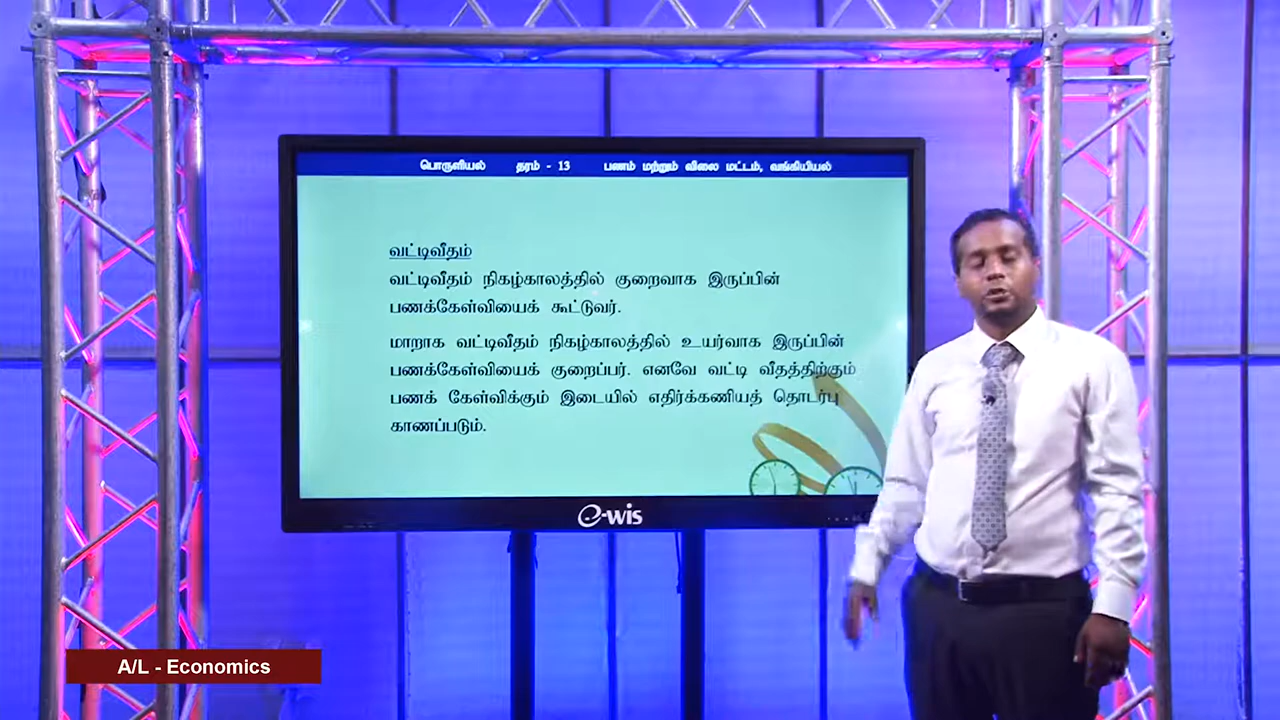 பொருளியல் தரம் - 13 பணம் மற்றும் விலை மட்டம், வங்கியியல்
வட்டிவீதம்
வட்டிவீதம் நிகழ்காலத்தில் குறைவாக இருப்பின்
பணக்கேள்வியைக் கூட்டுவர்.
மாறாக வட்டிவீதம் நிகழ்காலத்தில் உயர்வாக இருப்பின்
பணக்கேள்வியைக் குறைப்பர். எனவே வட்டி வீதத்திற்கும்
பணக் கேள்விக்கும் இடையில் எதிர்க்கணியத் தொடர்பு
காணப்படும்.
e-wis
A/L - Economics